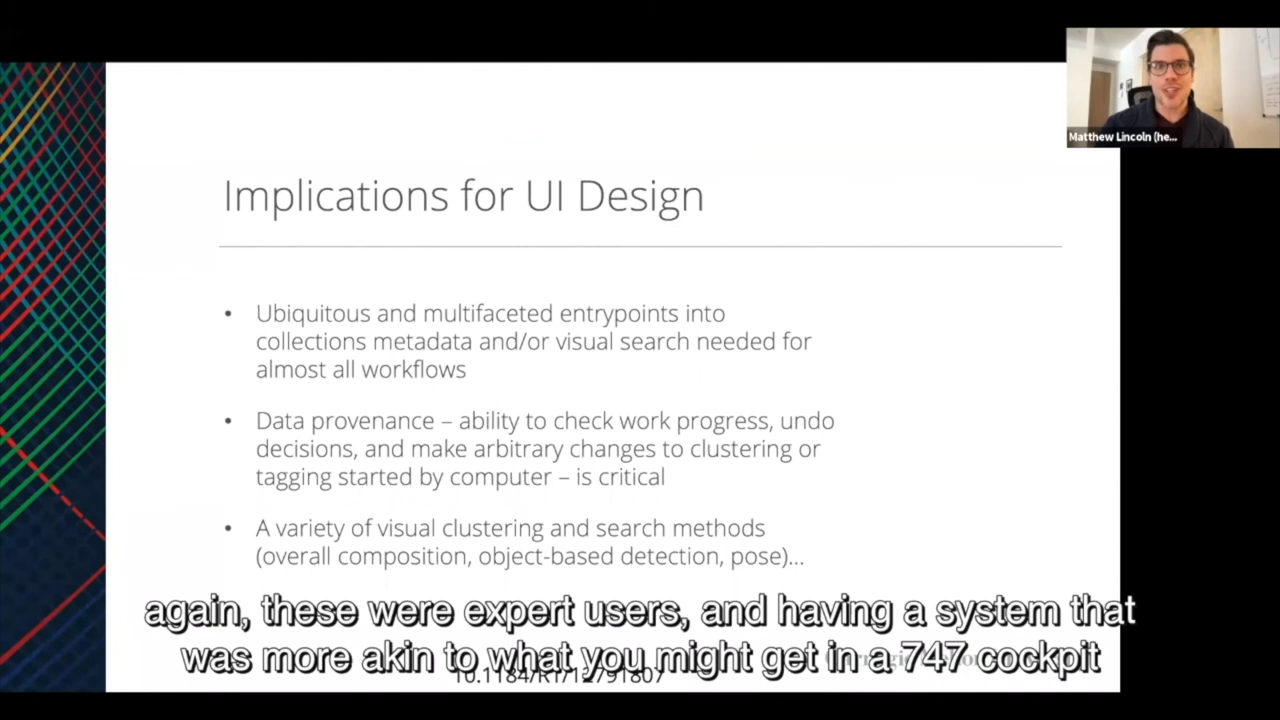 Matthew Lincoln (he...
Implications for UI Design
• Ubiquitous and multifaceted entrypoints into
collections metadata and/or visual search needed for
almost all workflows
• Data provenance – ability to check work progress, undo
decisions, and make arbitrary changes to clustering or
tagging started by computer – is critical
• A variety of visual clustering and search methods
(overall composition, object-based detection, pose)...
again, these were expert users, and having a system that
was more akin to what you might get in a 747 cockpit